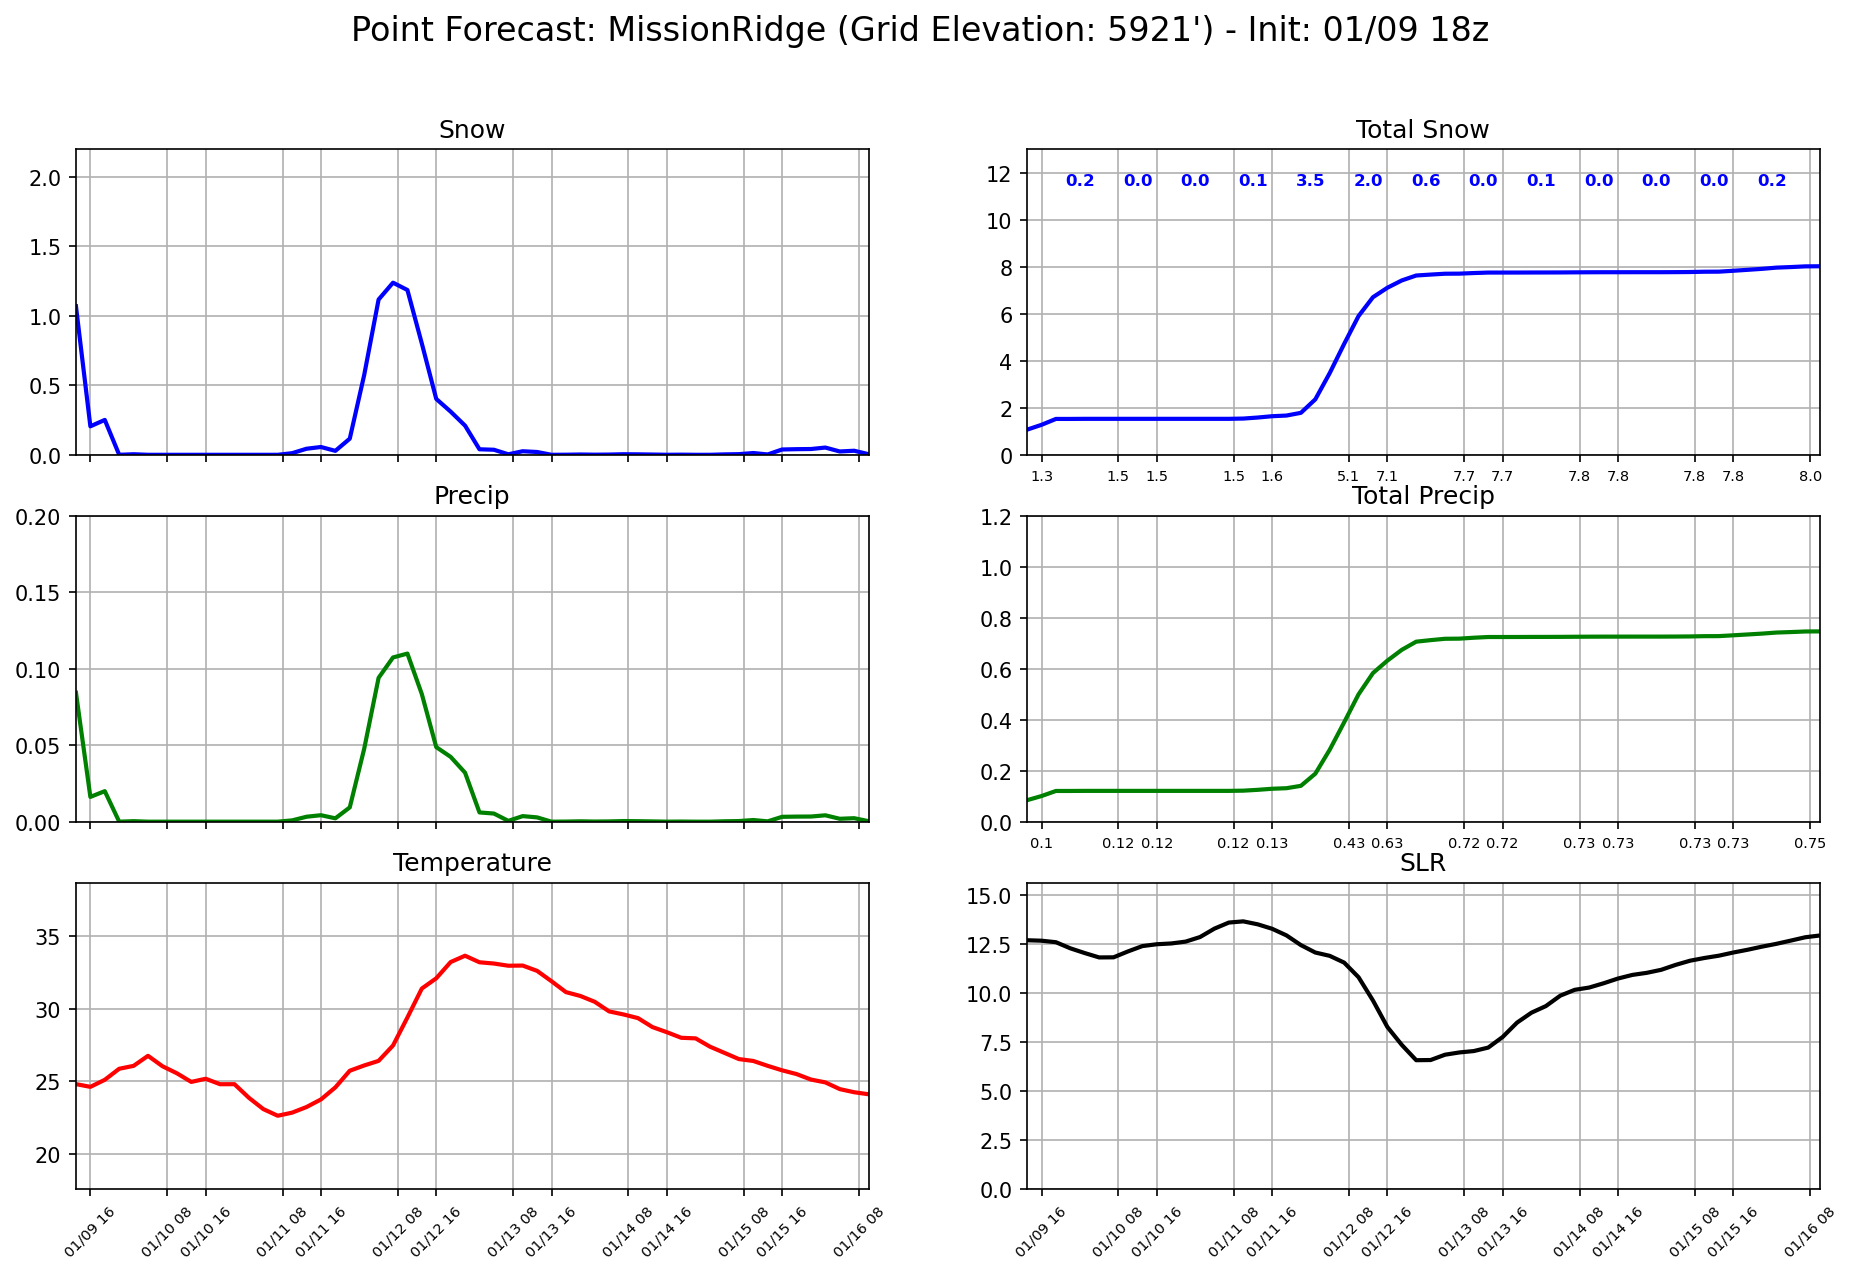 Point Forecast: MissionRidge (Grid Elevation: 5921') - Init: 01/09 18z
Snow
2.0
1.5
1.0
0.5
0.0
Total Snow
12
10
8
6
4
2
0
0.2 0.0 0.0 0.1 3.5 2.0 0.6 0.0 0.1 0.0 0.0 0.0 0.2
1.3 1.5 1.5 1.5 1.6 5.1 7.1 7.7 7.7 7.8 7.8 7.8 7.8 8.0
Precip
0.20
0.15
0.10
0.05
0.00
Total Precip
1.2
1.0
0.8
0.6
0.4
0.2
0.0
0.1 0.12 0.12 0.12 0.13 0.43 0.63 0.72 0.72 0.73 0.73 0.73 0.73 0.75
Temperature
35
30
25
20
01/09 16 01/10 08 01/10 16 01/11 08 01/11 16 01/12 08 01/12 16 01/13 08 01/13 16 01/14 08 01/14 16 01/15 08 01/15 16 01/16 08
SLR
15.0
12.5
10.0
7.5
5.0
2.5
0.0
01/09 16 01/10 08 01/10 16 01/11 08 01/11 16 01/12 08 01/12 16 01/13 08 01/13 16 01/14 08 01/14 16 01/15 08 01/15 16 01/16 08